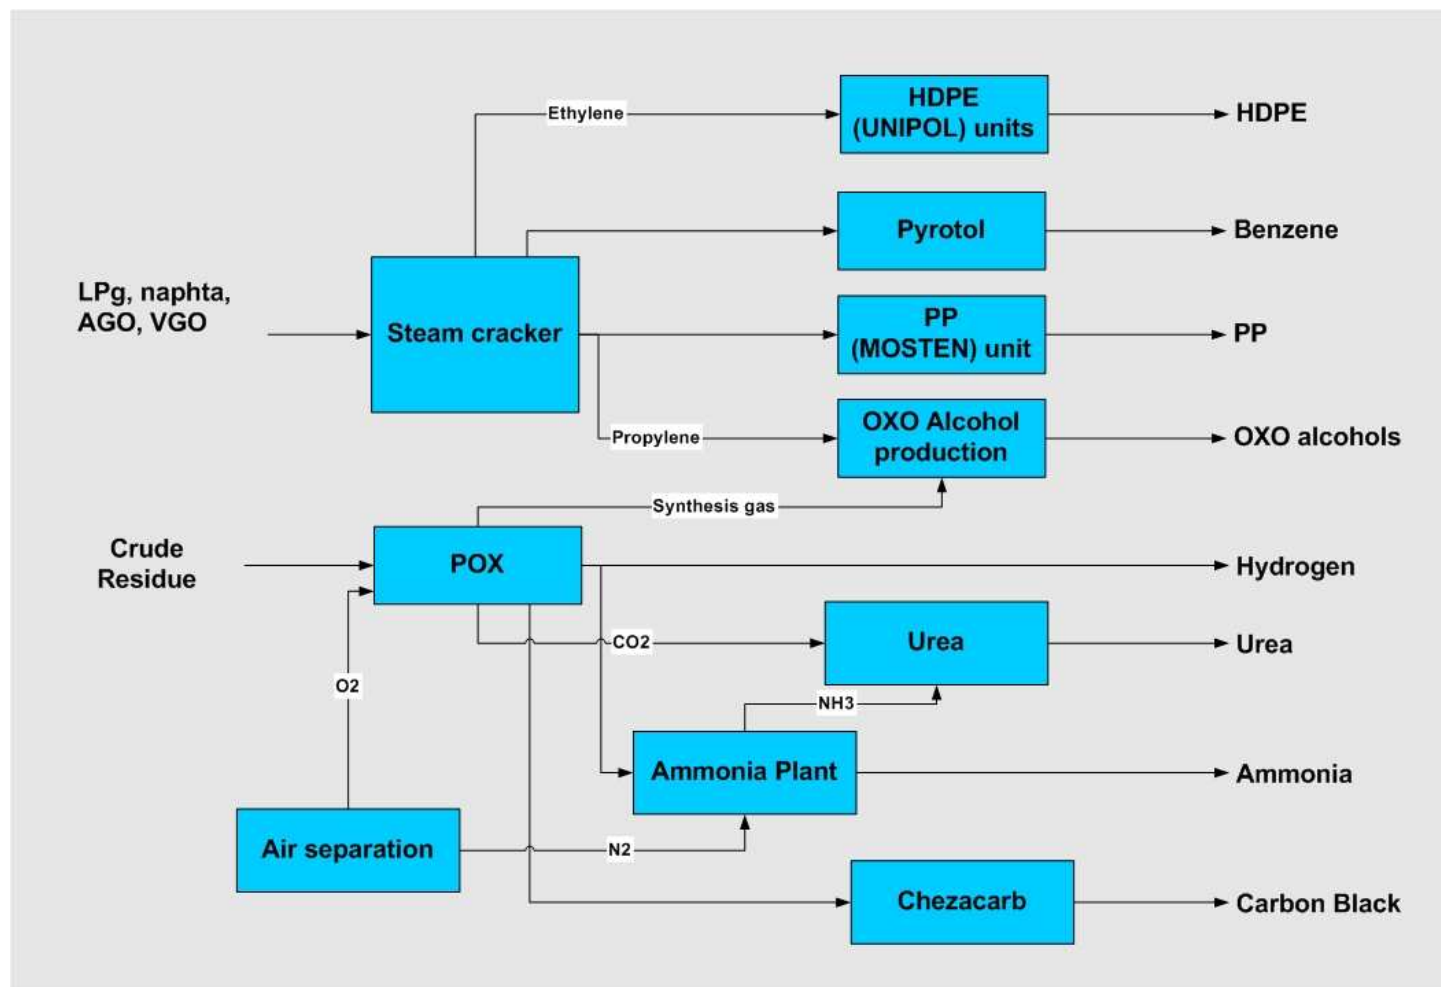 Ethylene
HDPE
(UNIPOL) units
HDPE
Pyrotol
Benzene
LPg, naphta,
AGO, VGO
Steam cracker
PP
(MOSTEN) unit
PP
Propylene
OXO Alcohol
production
OXO alcohols
Synthesis gas
Crude
Residue
POX
Hydrogen
CO2
Urea
Urea
O2
NH3
Ammonia Plant
Ammonia
Air separation
N2
Chezacarb
Carbon Black